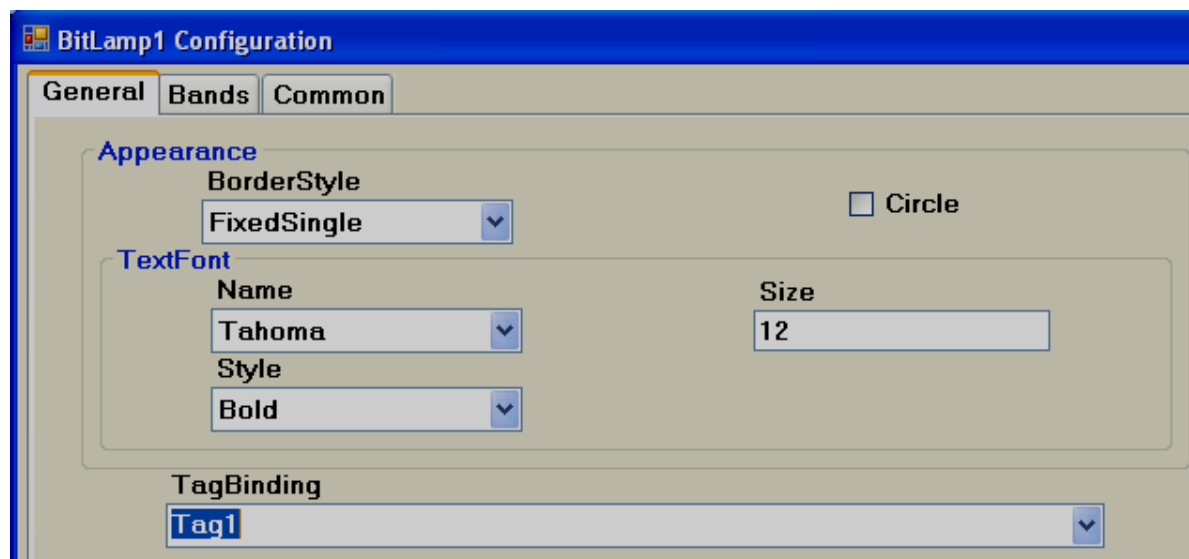 BitLamp1 Configuration
General Bands Common
Appearance
BorderStyle
FixedSingle
Circle
TextFont
Name
Size
Tahoma
12
Style
Bold
TagBinding
Tag1